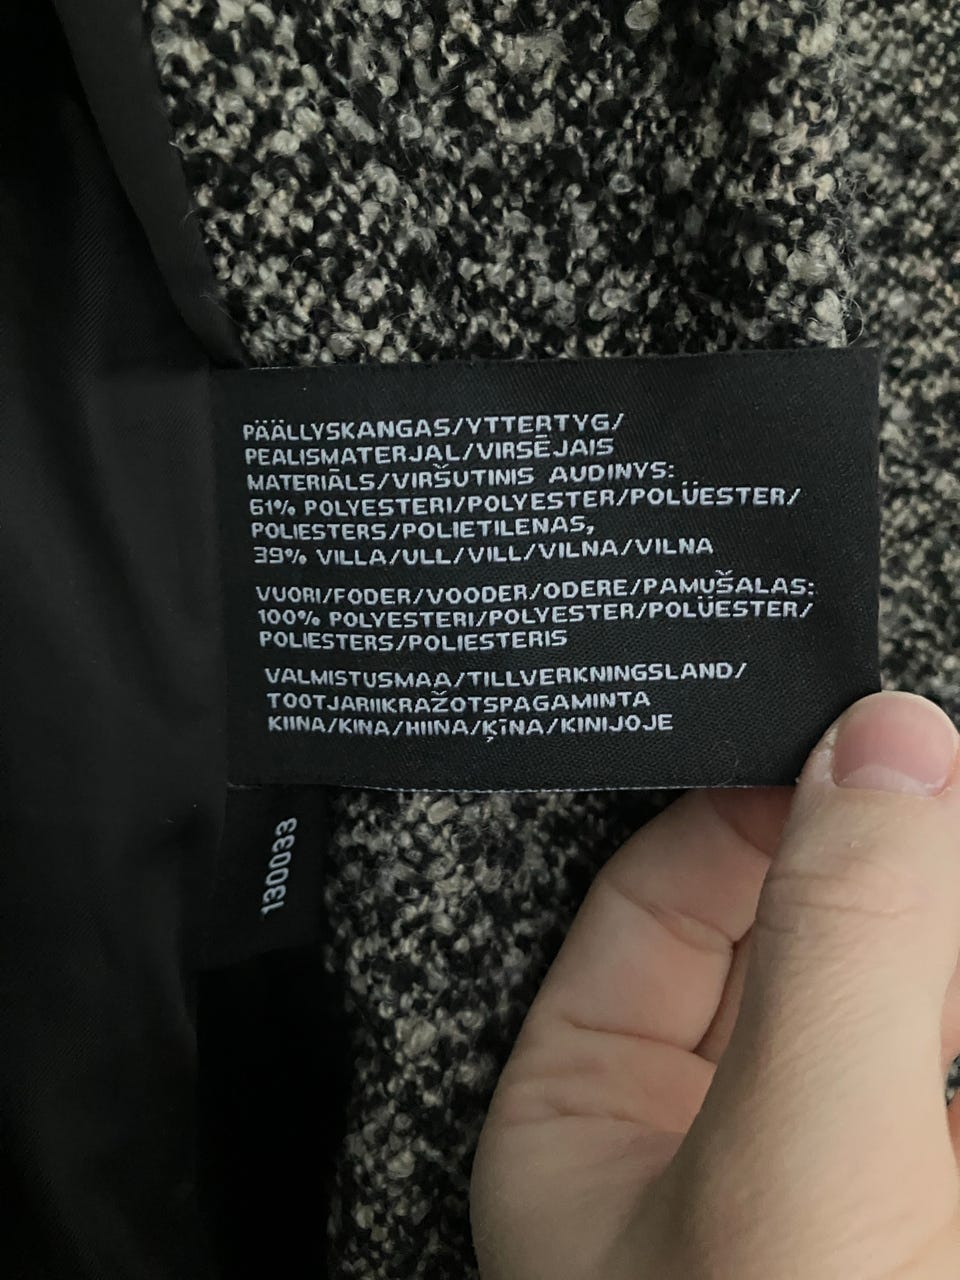 PÄÄLLYSKANGAS/YTTERTYG/
PEALISMATERJAL/VIRSĒJAIS
MATERIĀLS/VIRŠUTINIS AUDINYS:
61% POLYESTERI/POLYESTER/POLÜESTER/
POLIESTERS/POLIETILENAS,
39% VILLA/ULL/VILL/VILNA/VILNA
VUORI/FODER/VOODER/ODERE/PAMUŠALAS:
100% POLYESTERI/POLYESTER/POLÜESTER/
POLIESTERS/POLIESTERIS
VALMISTUSMAA/TILLVERKNINGSLAND/
TOOTJARIIKRAŽOTSPAGAMINTA
KIINA/KINA/HIINA/ĶĪNA/KINIJOJE
130033